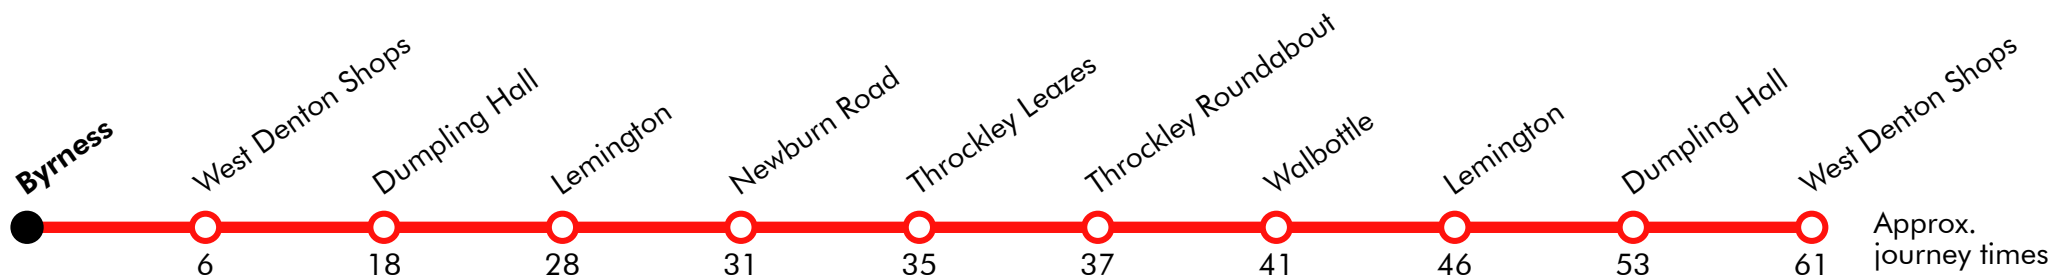 Byrness
West Denton Shops
Dumpling Hall
Lemington
Newburn Road
Throckley Leazes
Throckley Roundabout
Walbottle
Lemington
Dumpling Hall
West Denton Shops
Approx.
journey times
6
18
28
31
35
37
41
46
53
61